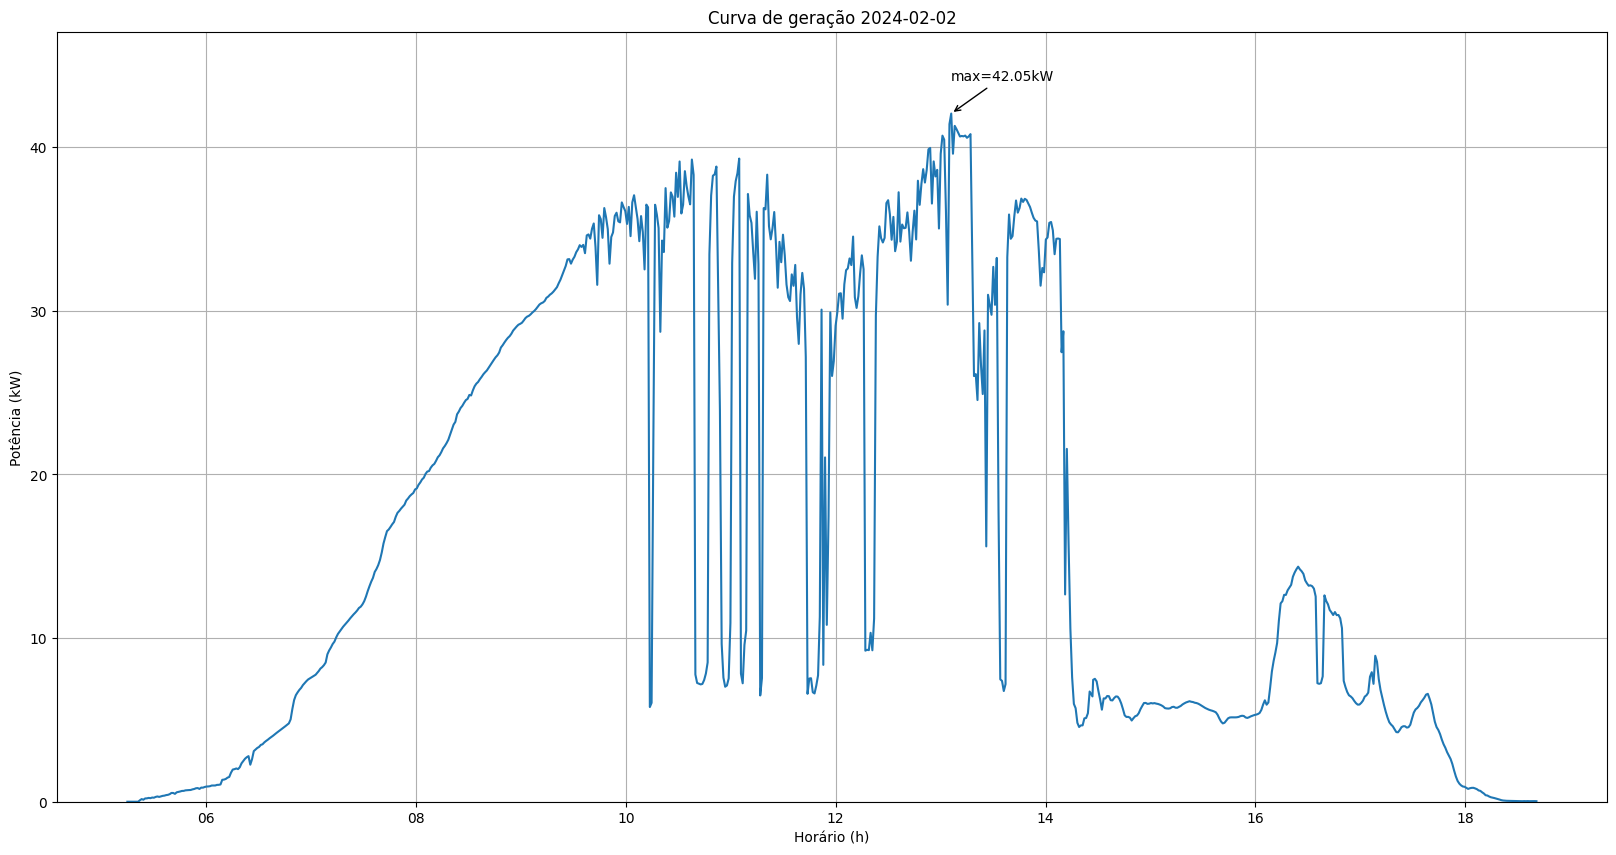 Curva de geração 2024-02-02
max=42.05kW
Potência (kW)
40
30
20
10
0
06 08 10 12 14 16 18
Horário (h)